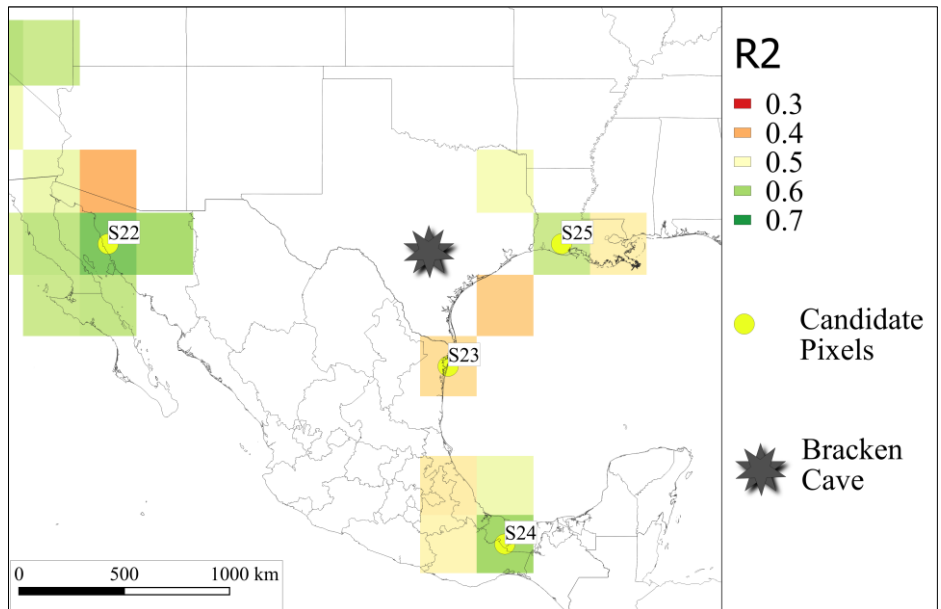 R2
0.3
0.4
0.5
0.6
0.7
S22
S25
S23
S24
Candidate
Pixels
Bracken
Cave
0 500 1000 km